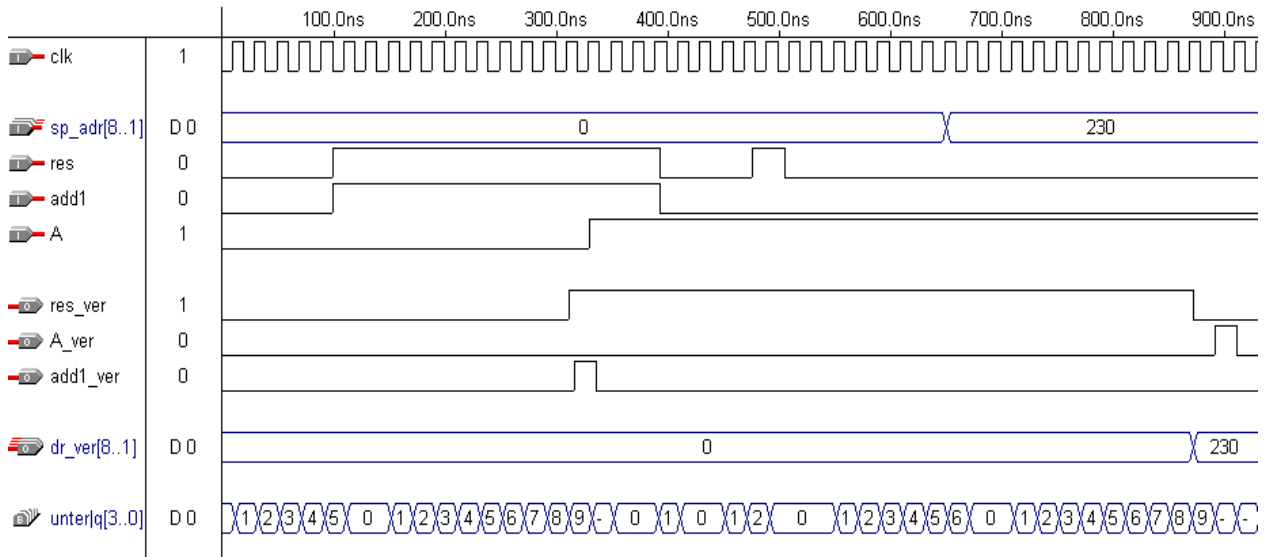 100.0ns 200.0ns 300.0ns 400.0ns 500.0ns 600.0ns 700.0ns 800.0ns 900.0ns
clk 1
sp_adr[8..1] D 0 0 230
res 0
add1 0
A 1
res_ver 1
A_ver 0
add1_ver 0
dr_ver[8..1] D 0 0 230
unter|q[3..0] D 0 1 2 3 4 5 0 1 2 3 4 5 6 7 8 9 - 0 1 0 1 2 0 1 2 3 4 5 6 0 1 2 3 4 5 6 7 8 9 - -